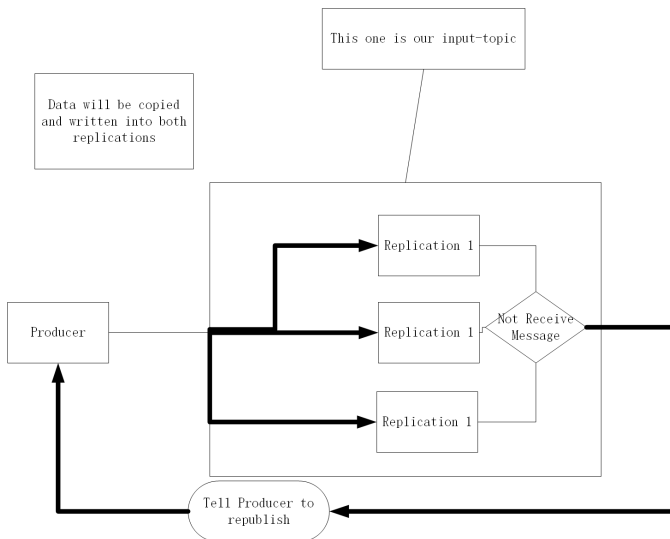 This one is our input-topic
Data will be copied
and written into both
replications
Replication 1
Producer
Replication 1
Not Receive
Message
Replication 1
Tell Producer to
republish